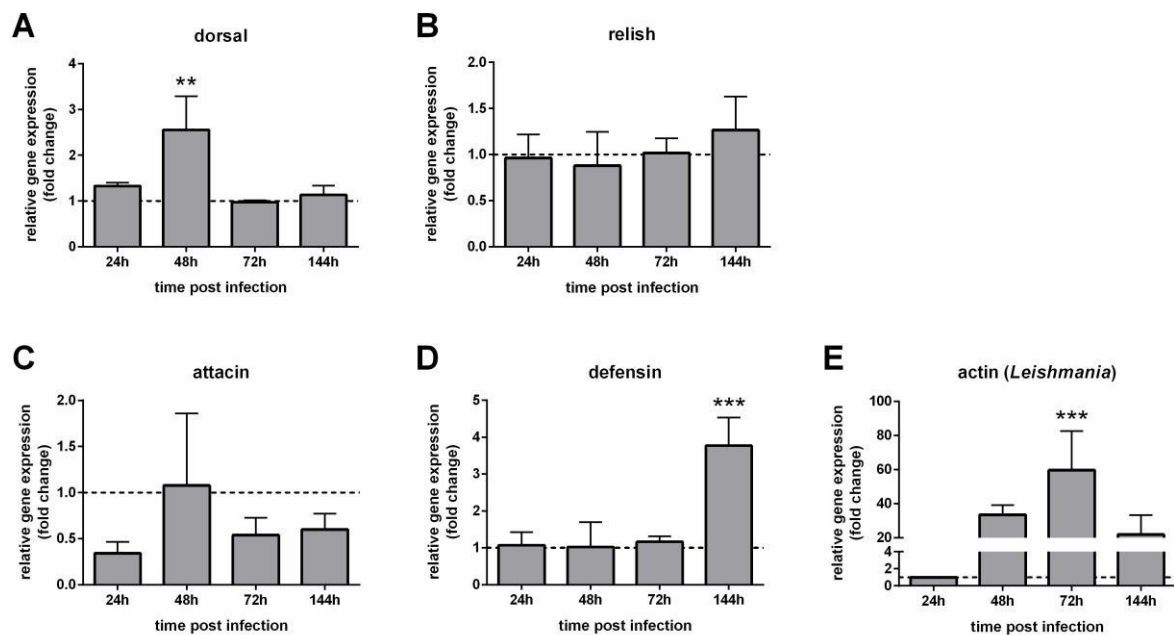 A
dorsal
relative gene expression
(fold change)
4
3
2
1
0
**
24h 48h 72h 144h
time post infection
B
relish
relative gene expression
(fold change)
2.0
1.5
1.0
0.5
0.0
24h 48h 72h 144h
time post infection
C
attacin
relative gene expression
(fold change)
2.0
1.5
1.0
0.5
0.0
24h 48h 72h 144h
time post infection
D
defensin
relative gene expression
(fold change)
5
4
3
2
1
0
***
24h 48h 72h 144h
time post infection
E
actin (Leishmania)
relative gene expression
(fold change)
100
80
60
40
20
4
2
0
***
24h 48h 72h 144h
time post infection